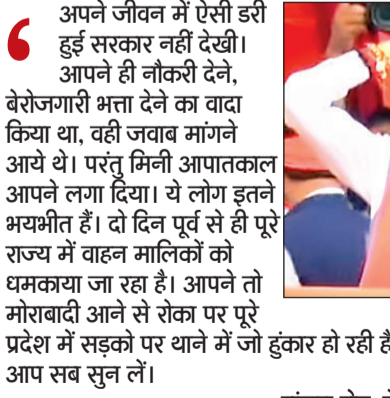 अपने जीवन में ऐसी डरी
हुई सरकार नहीं देखी।
आपने ही नौकरी देने,
बेरोजगारी भत्ता देने का वादा
किया था, वही जवाब मांगने
आये थे। परंतु मिनी आपातकाल
आपने लगा दिया। ये लोग इतने
भयभीत हैं। दो दिन पूर्व से ही पूरे
राज्य में वाहन मालिकों को
धमकाया जा रहा है। आपने तो
मोराबादी आने से रोका पर पूरे
प्रदेश में सड़को पर थाने में जो हुंकार हो रही है
आप सब सुन लें।